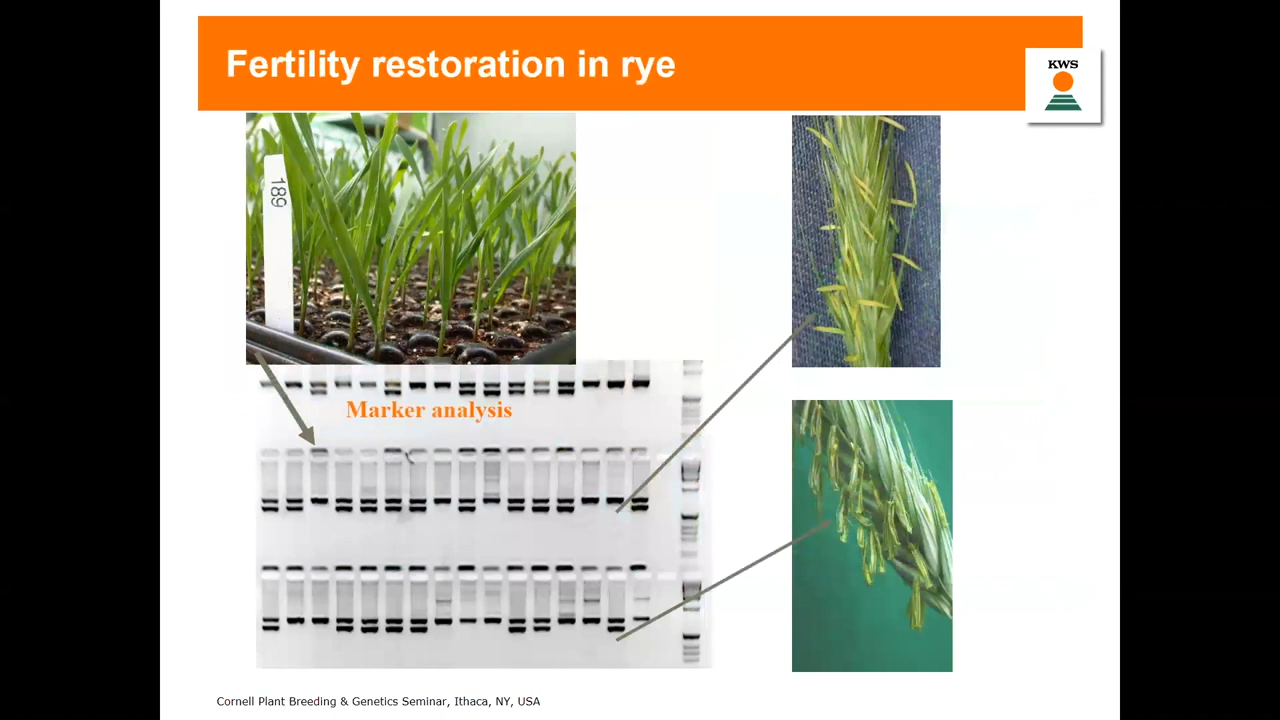 Fertility restoration in rye
KWS
189
Marker analysis
Cornell Plant Breeding & Genetics Seminar, Ithaca, NY, USA